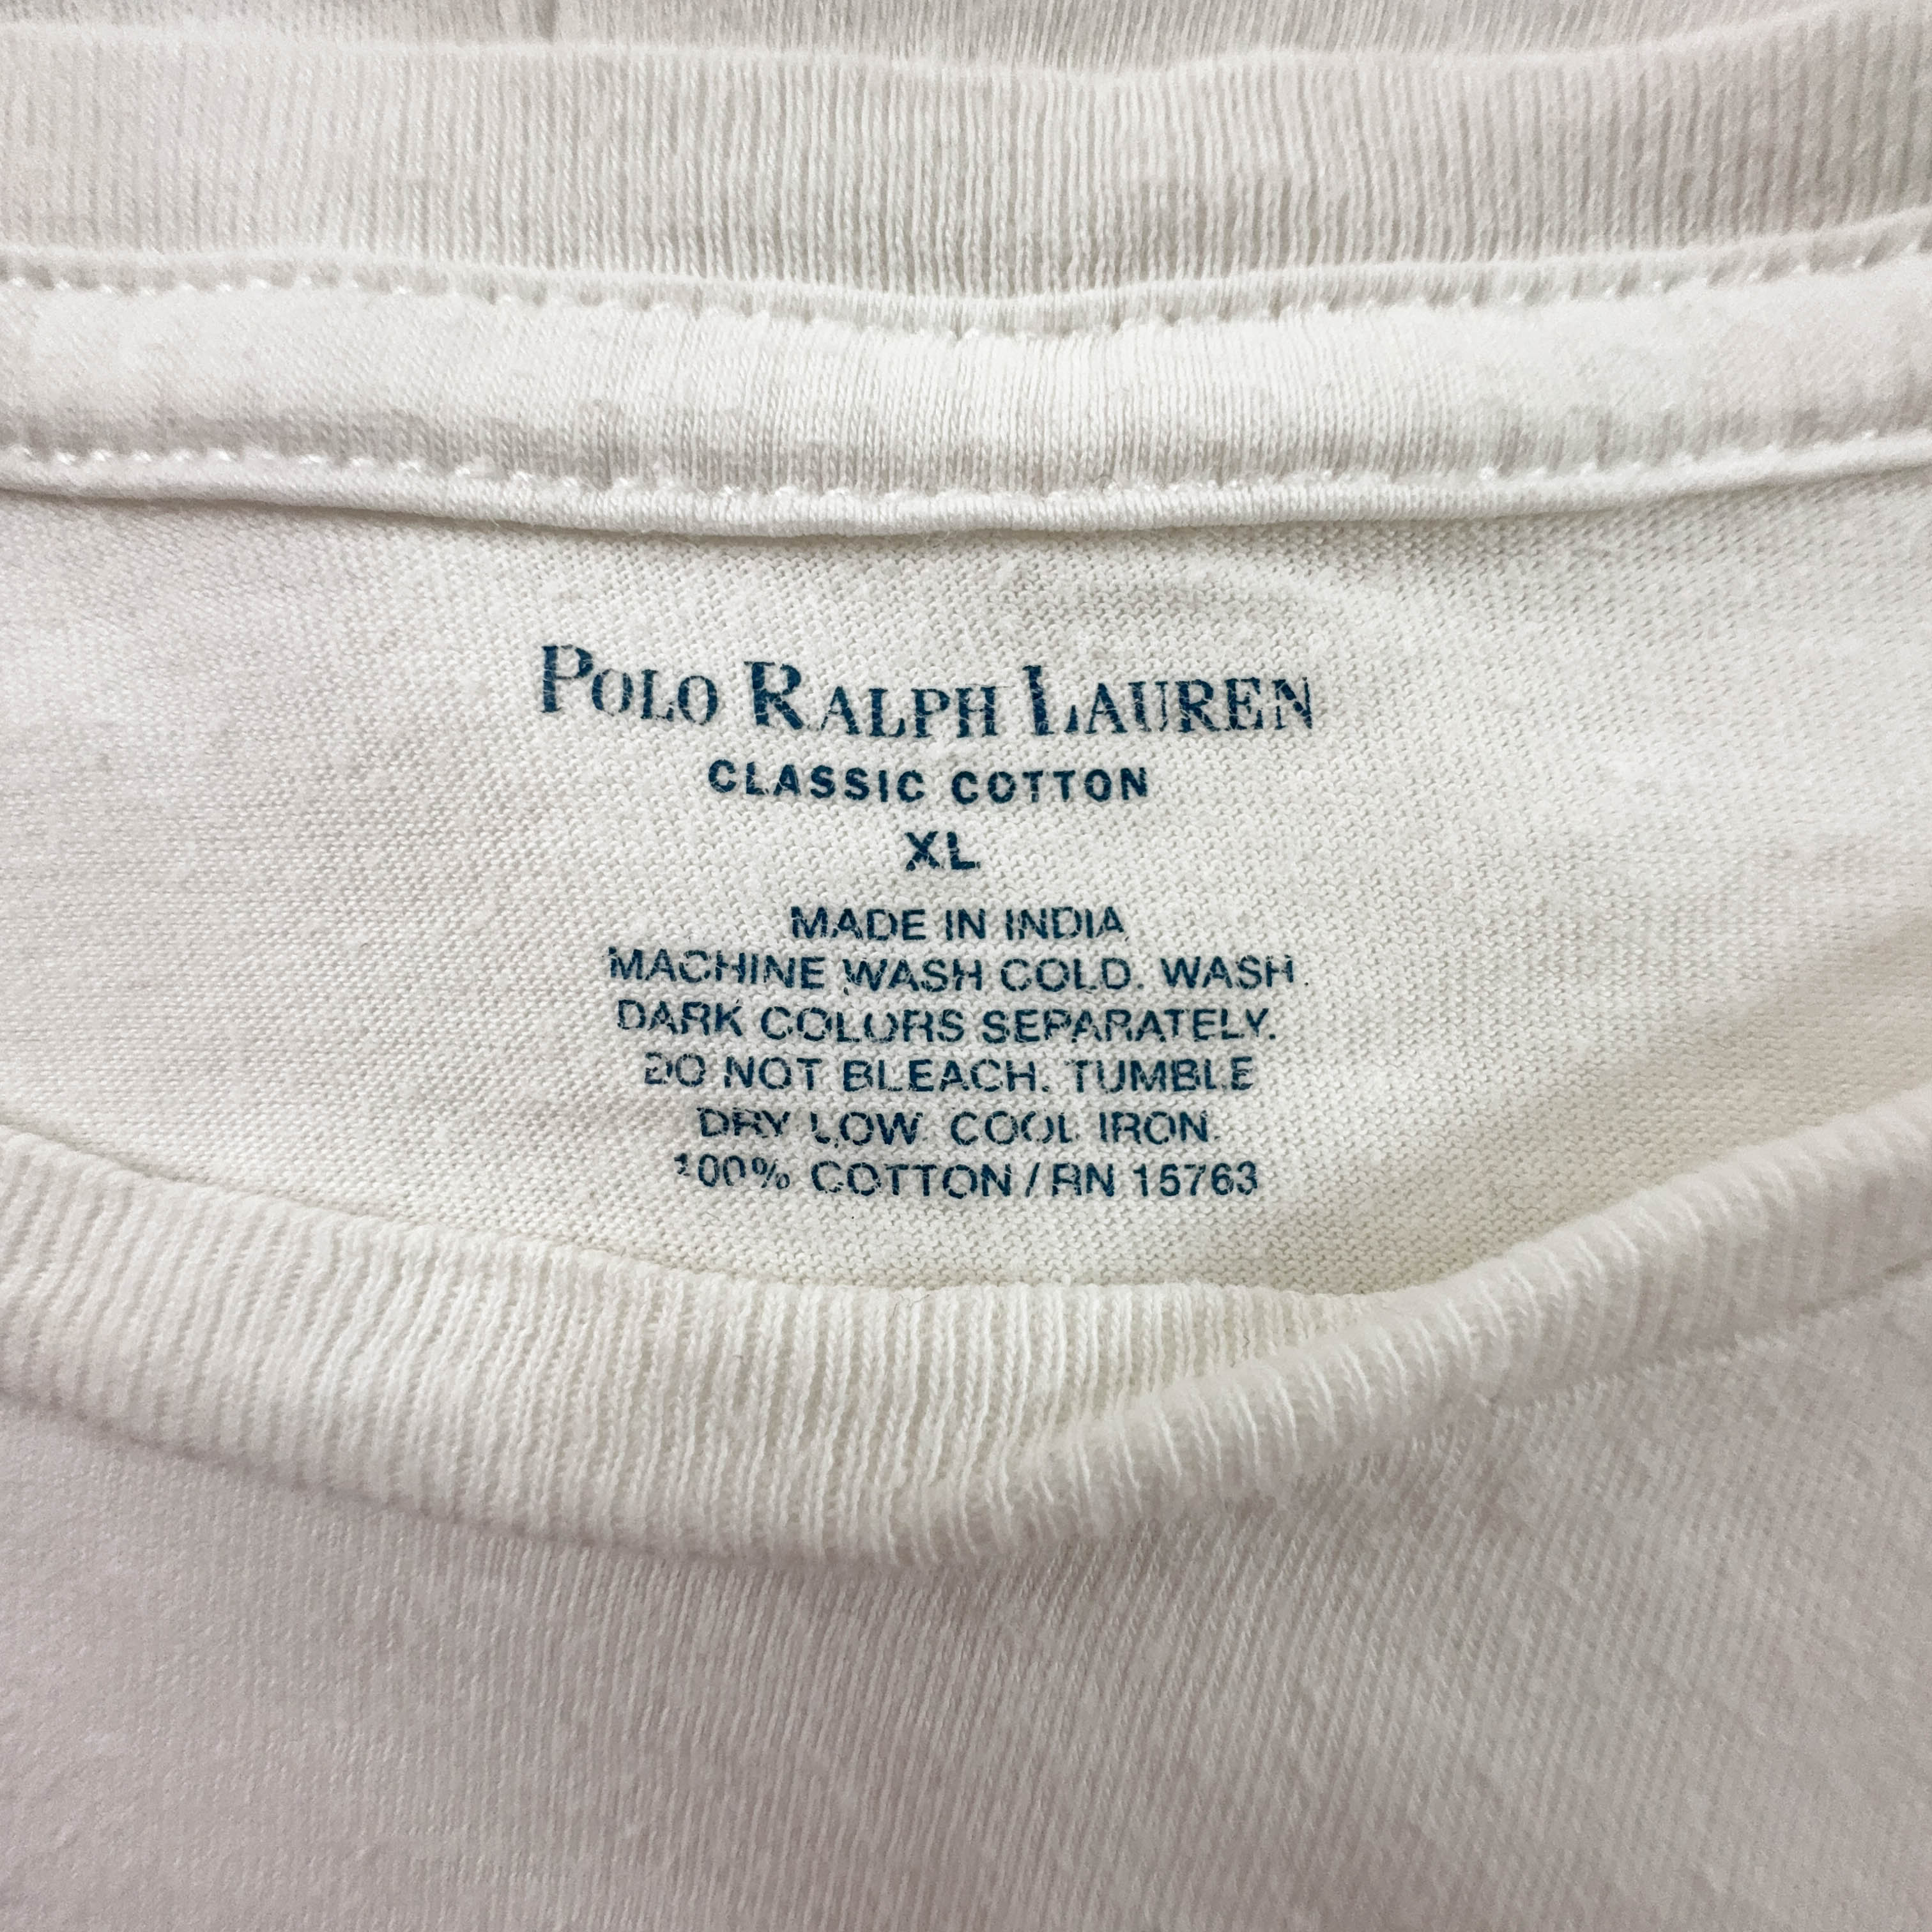 POLO RALPH LAUREN
CLASSIC COTTON
XL
MADE IN INDIA
MACHINE WASH COLD. WASH
DARK COLORS SEPARATELY.
DO NOT BLEACH. TUMBLE
DRY LOW. COOL IRON.
100% COTTON / RN 15763